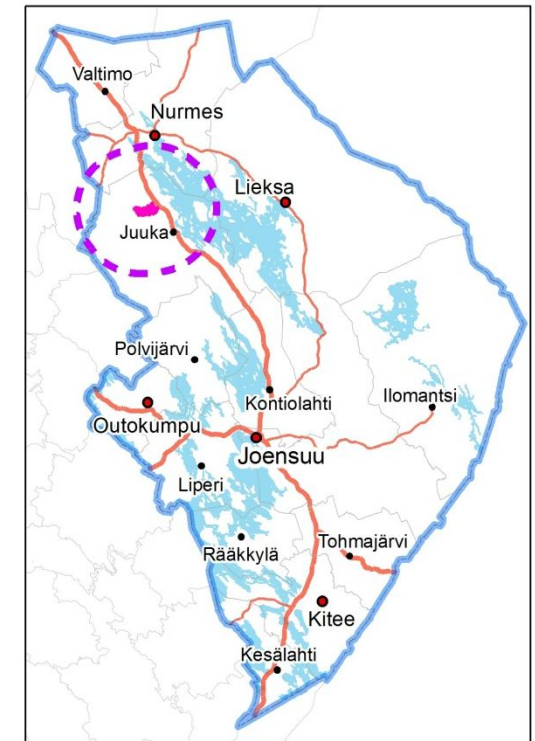 Valtimo
Nurmes
Lieksa
Juuka
Polvijärvi
Kontiolahti
Ilomantsi
Outokumpu
Joensuu
Liperi
Rääkkylä
Tohmajärvi
Kitee
Kesälahti